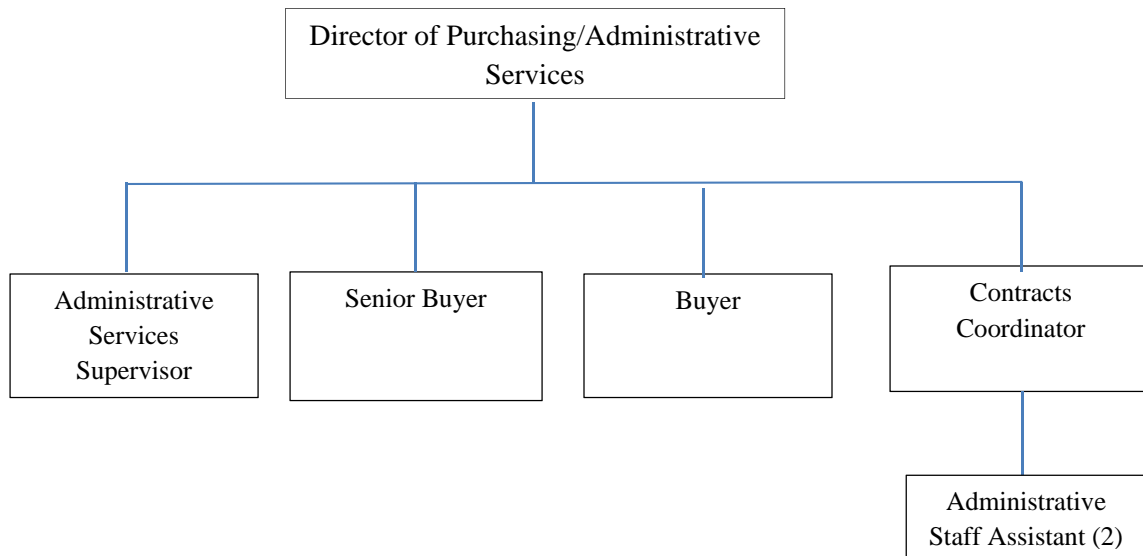 Director of Purchasing/Administrative
Services
Administrative
Services
Supervisor
Senior Buyer
Buyer
Contracts
Coordinator
Administrative
Staff Assistant (2)